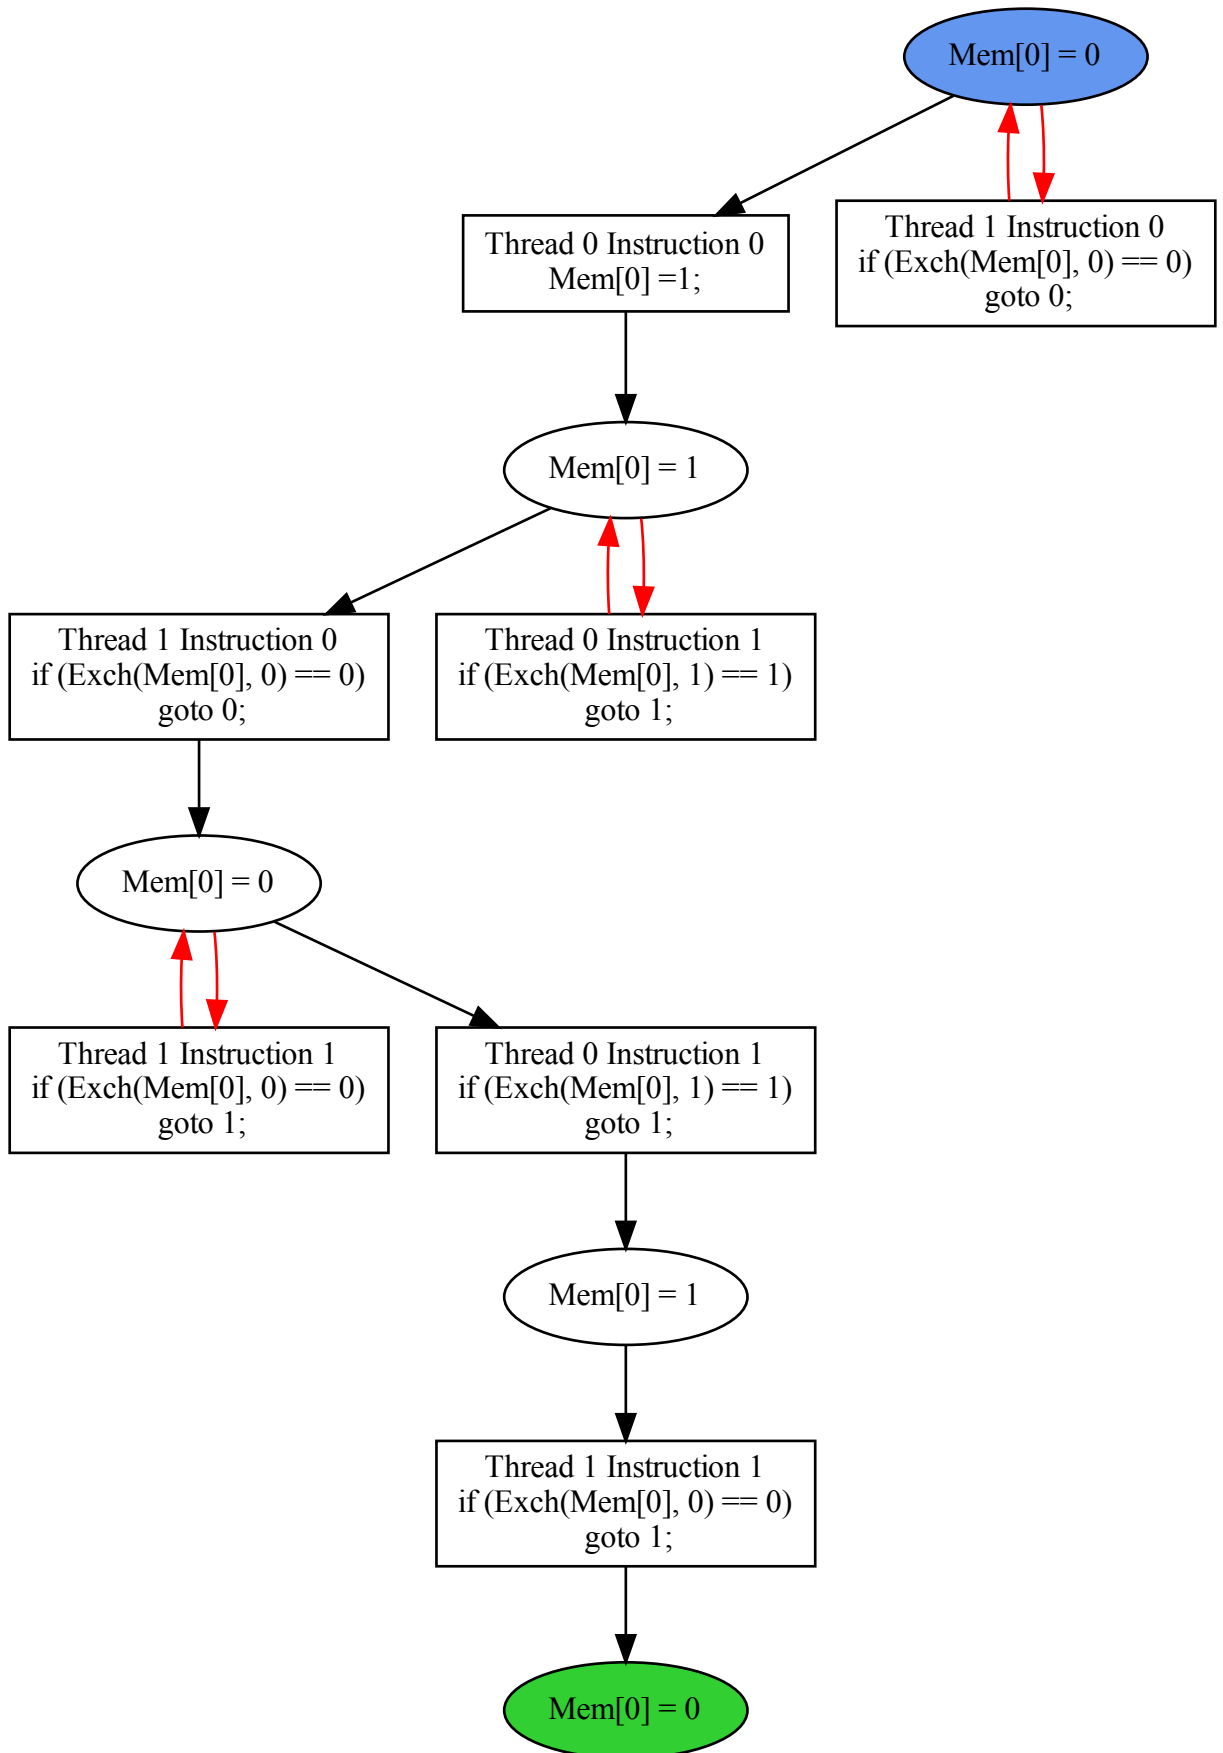 Mem[0] = 0
Thread 0 Instruction 0
Mem[0] =1;
Thread 1 Instruction 0
if (Exch(Mem[0], 0) == 0)
goto 0;
Mem[0] = 1
Thread 1 Instruction 0
if (Exch(Mem[0], 0) == 0)
goto 0;
Thread 0 Instruction 1
if (Exch(Mem[0], 1) == 1)
goto 1;
Mem[0] = 0
Thread 1 Instruction 1
if (Exch(Mem[0], 0) == 0)
goto 1;
Thread 0 Instruction 1
if (Exch(Mem[0], 1) == 1)
goto 1;
Mem[0] = 1
Thread 1 Instruction 1
if (Exch(Mem[0], 0) == 0)
goto 1;
Mem[0] = 0